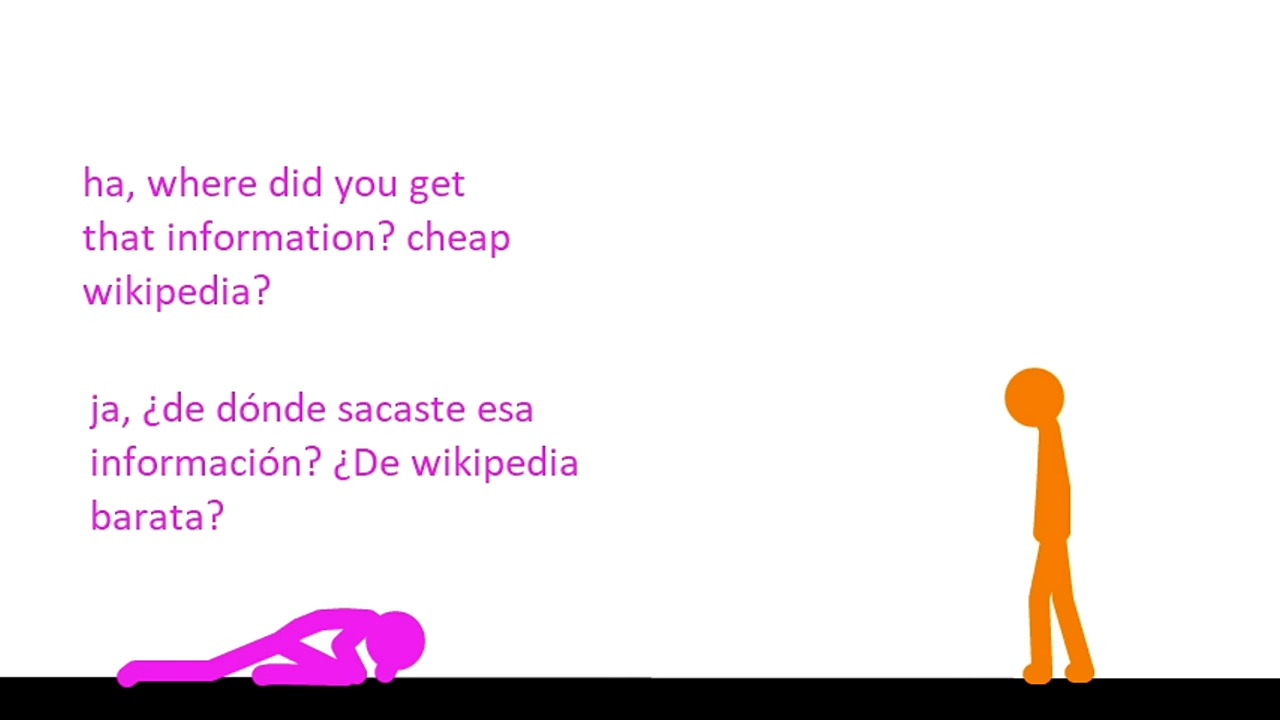 ha, where did you get
that information? cheap
wikipedia?
ja, ¿de dónde sacaste esa
información? ¿De wikipedia
barata?